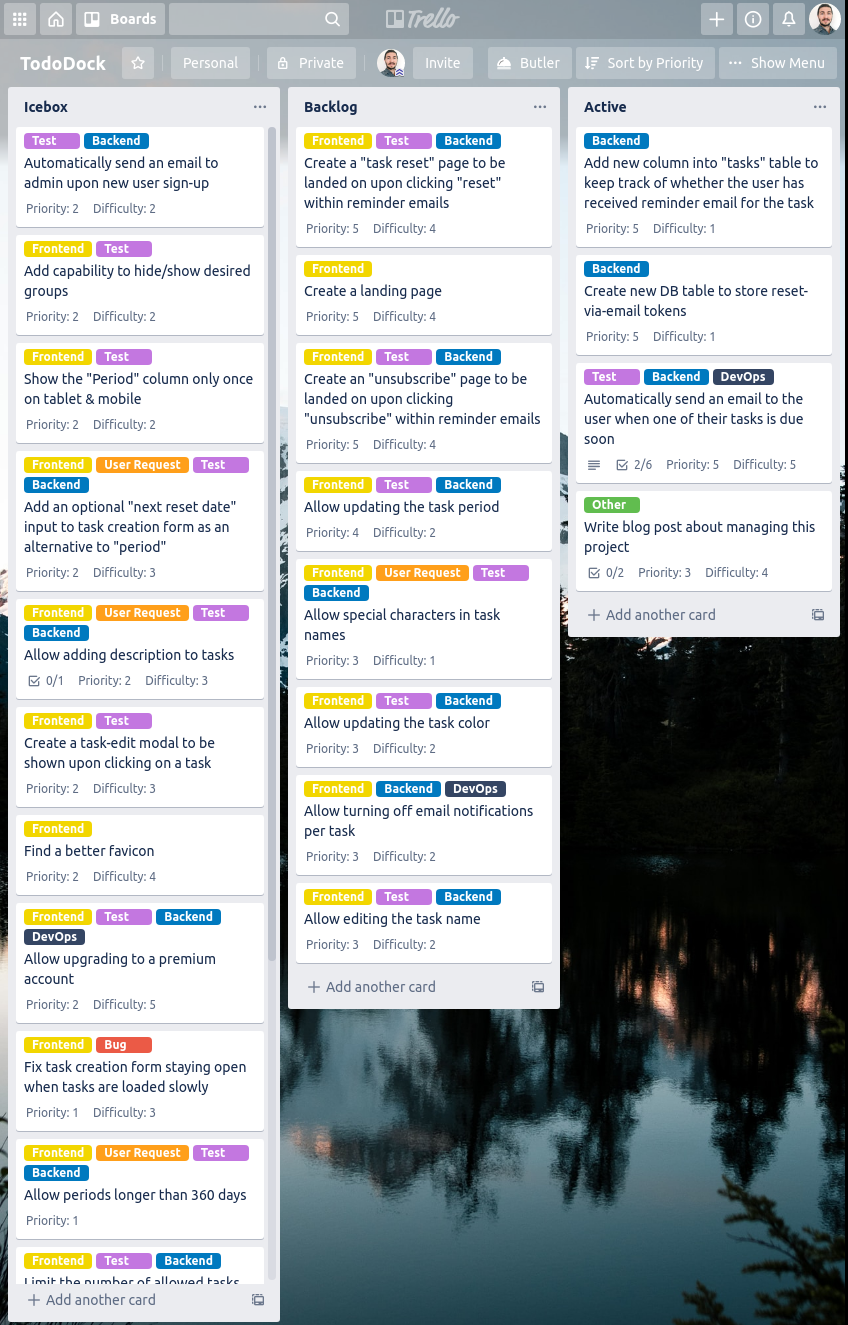 Boards
Trello
TodoDock
Personal
Private
Invite
Butler
Sort by Priority
Show Menu
Icebox
Test Backend
Automatically send an email to
admin upon new user sign-up
Priority: 2 Difficulty: 2
Frontend Test
Add capability to hide/show desired
groups
Priority: 2 Difficulty: 2
Frontend Test
Show the "Period" column only once
on tablet & mobile
Priority: 2 Difficulty: 2
Frontend User Request Test
Backend
Add an optional "next reset date"
input to task creation form as an
alternative to "period"
Priority: 2 Difficulty: 3
Frontend User Request Test
Backend
Allow adding description to tasks
0/1 Priority: 2 Difficulty: 3
Frontend Test
Create a task-edit modal to be
shown upon clicking on a task
Priority: 2 Difficulty: 3
Frontend
Find a better favicon
Priority: 2 Difficulty: 4
Frontend Test Backend
DevOps
Allow upgrading to a premium
account
Priority: 2 Difficulty: 5
Frontend Bug
Fix task creation form staying open
when tasks are loaded slowly
Priority: 1 Difficulty: 3
Frontend User Request Test
Backend
Allow periods longer than 360 days
Priority: 1
Frontend Test Backend
Limit the number of allowed tasks
Add another card
Backlog
Frontend Test Backend
Create a "task reset" page to be
landed on upon clicking "reset"
within reminder emails
Priority: 5 Difficulty: 4
Frontend
Create a landing page
Priority: 5 Difficulty: 4
Frontend Test Backend
Create an "unsubscribe" page to be
landed on upon clicking
"unsubscribe" within reminder emails
Priority: 5 Difficulty: 4
Frontend Test Backend
Allow updating the task period
Priority: 4 Difficulty: 2
Frontend User Request Test
Backend
Allow special characters in task
names
Priority: 3 Difficulty: 1
Frontend Test Backend
Allow updating the task color
Priority: 3 Difficulty: 2
Frontend Backend DevOps
Allow turning off email notifications
per task
Priority: 3 Difficulty: 2
Frontend Test Backend
Allow editing the task name
Priority: 3 Difficulty: 2
Add another card
Active
Backend
Add new column into "tasks" table to
keep track of whether the user has
received reminder email for the task
Priority: 5 Difficulty: 1
Backend
Create new DB table to store reset-
via-email tokens
Priority: 5 Difficulty: 1
Test Backend DevOps
Automatically send an email to the
user when one of their tasks is due
soon
2/6 Priority: 5 Difficulty: 5
Other
Write blog post about managing this
project
0/2 Priority: 3 Difficulty: 4
Add another card